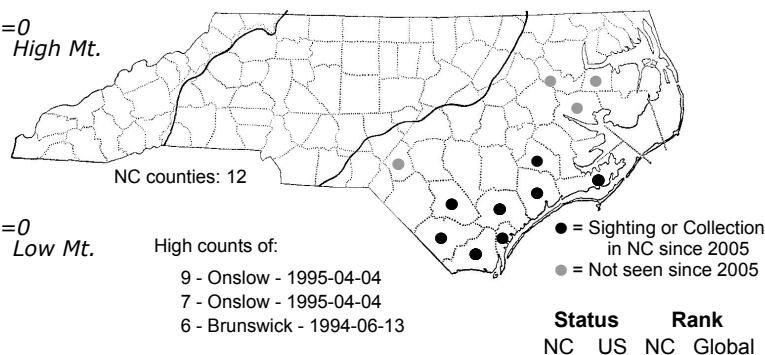 =0
High Mt.
NC counties: 12
=0
Low Mt.
High counts of:
9 - Onslow - 1995-04-04
7 - Onslow - 1995-04-04
6 - Brunswick - 1994-06-13
● = Sighting or Collection
in NC since 2005
● = Not seen since 2005
Status Rank
NC US NC Global